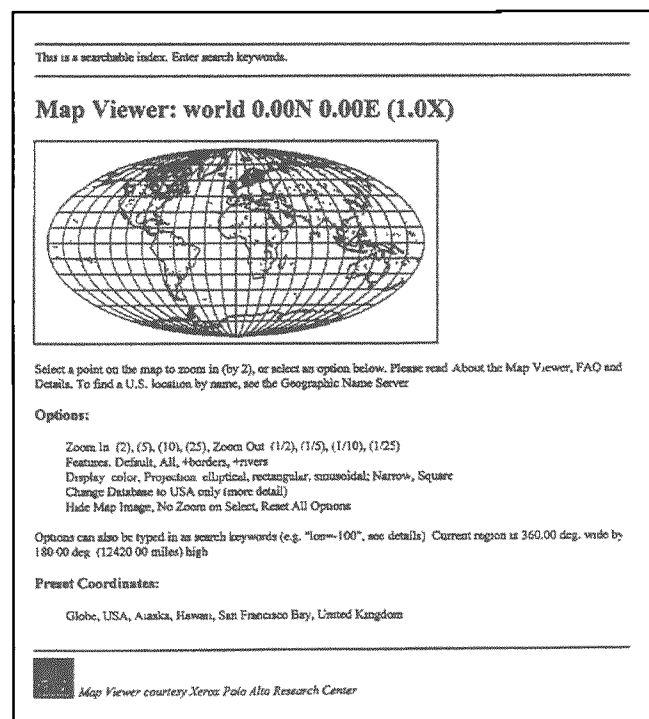 This is a searchable index. Enter search keywords.
Map Viewer: world 0.00N 0.00E (1.0X)
Select a point on the map to zoom in (by 2), or select an option below. Please read About the Map Viewer, FAQ and
Details. To find a U.S. location by name, see the Geographic Name Server
Options:
Zoom In (2), (5), (10), (25), Zoom Out (1/2), (1/5), (1/10), (1/25)
Features. Default, All, +borders, +rivers
Display color, Projection elliptical, rectangular, sinusoidal; Narrow, Square
Change Database to USA only (more detail)
Hide Map Image, No Zoom on Select, Reset All Options
Options can also be typed in as search keywords (e.g. "lon=-100", see details) Current region is 360.00 deg. wide by
180 00 deg (12420 00 miles) high
Preset Coordinates:
Globe, USA, Alaska, Hawaii, San Francisco Bay, United Kingdom
Map Viewer courtesy Xerox Palo Alto Research Center